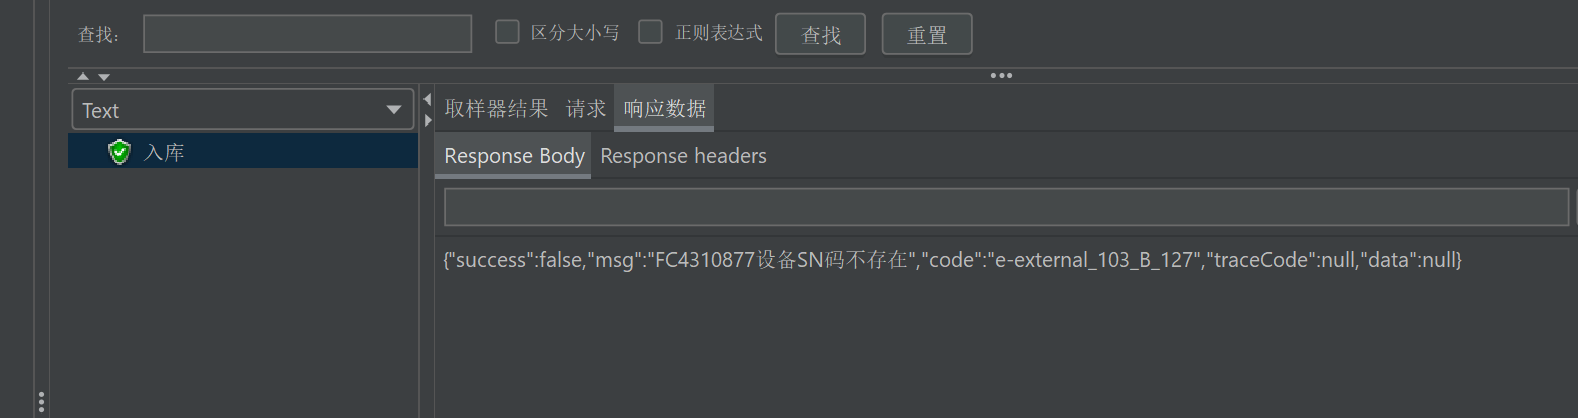 查找：
区分大小写
正则表达式
查找
重置
Text
入库
取样器结果 请求 响应数据
Response Body Response headers
{"success":false,"msg":"FC4310877设备SN码不存在","code":"e-external_103_B_127","traceCode":null,"data":null}